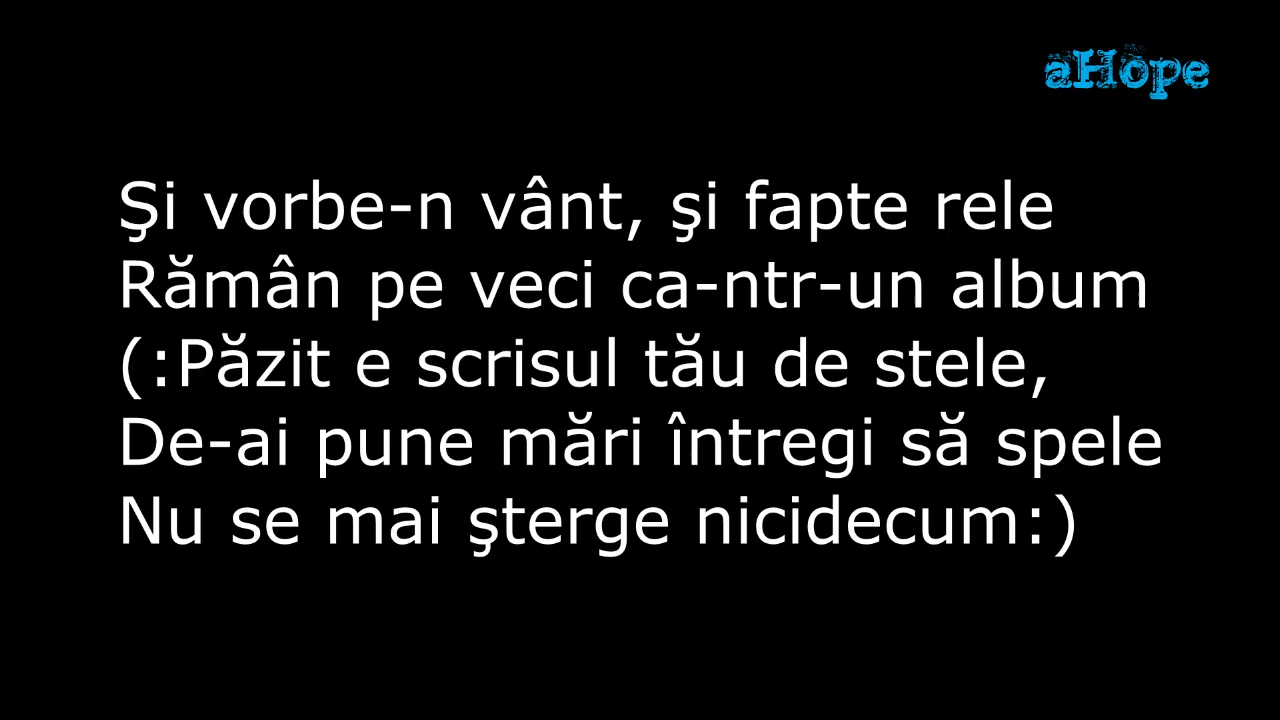 aHope
Şi vorbe-n vânt, şi fapte rele
Rămân pe veci ca-ntr-un album
(:Păzit e scrisul tău de stele,
De-ai pune mări întregi să spele
Nu se mai şterge nicidecum:)